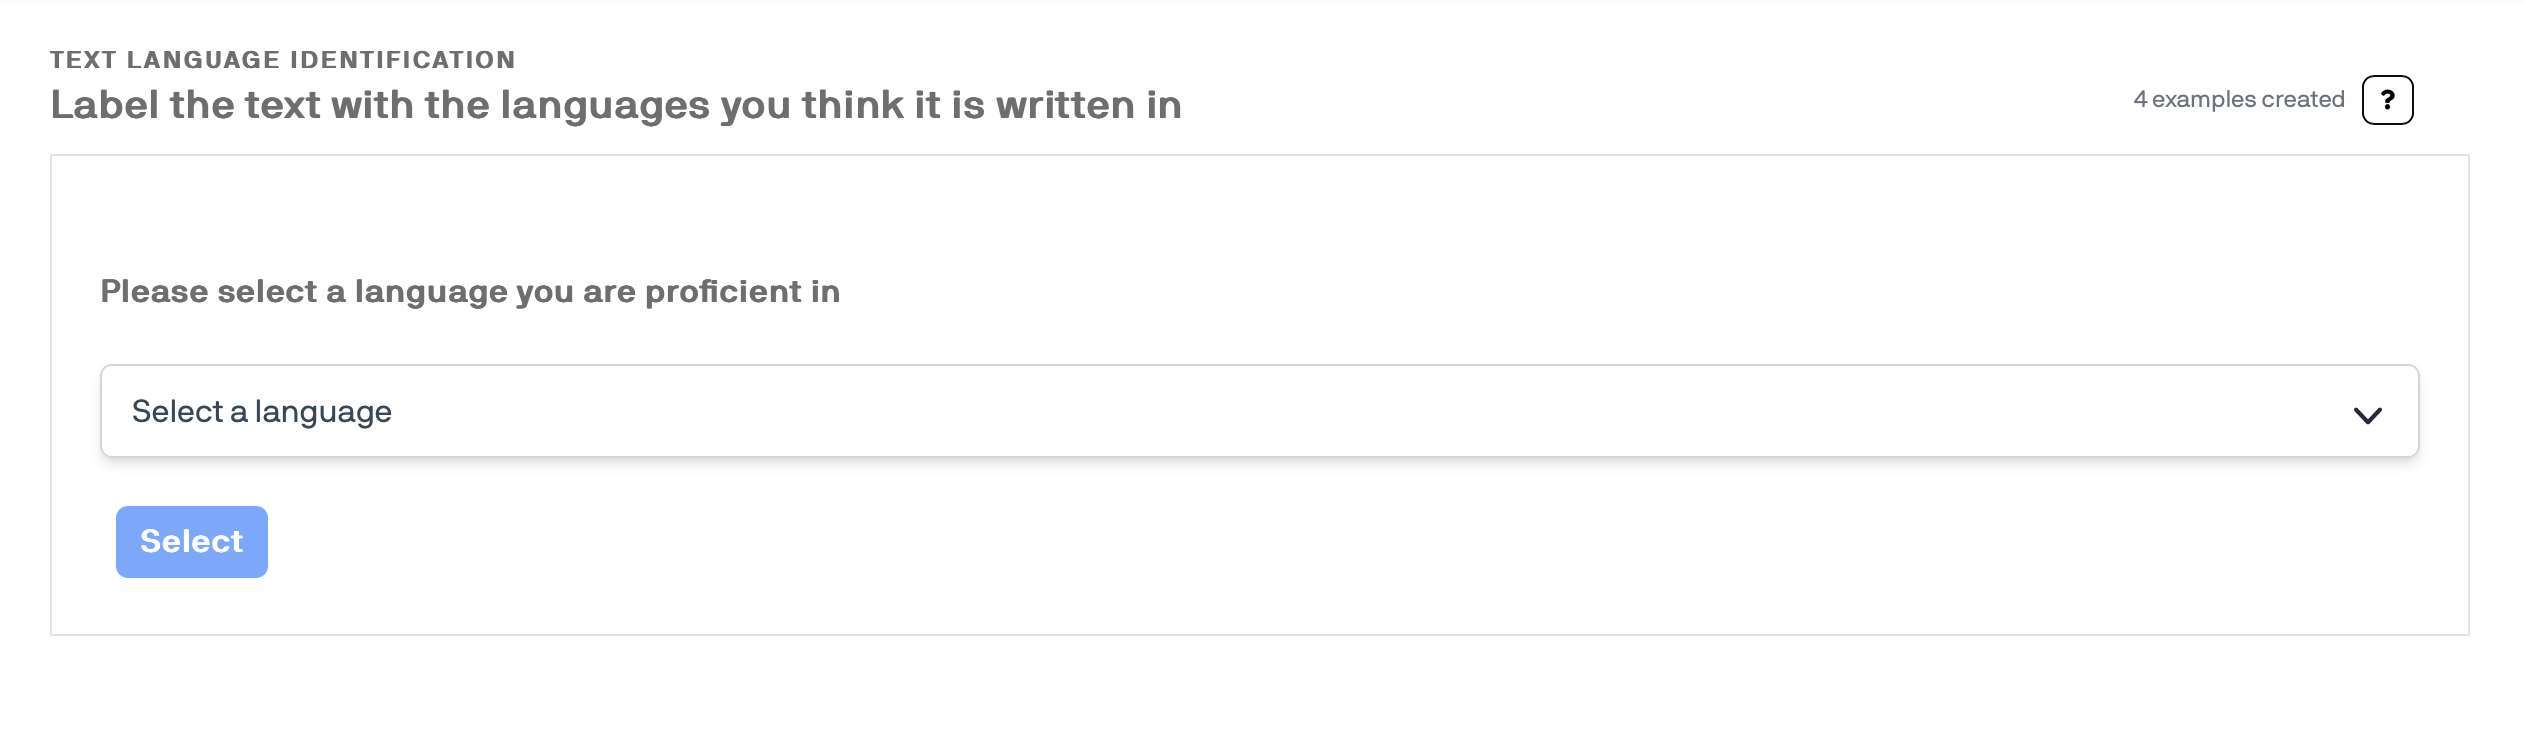 TEXT LANGUAGE IDENTIFICATION
Label the text with the languages you think it is written in
4 examples created
?
Please select a language you are proficient in
Select a language
Select